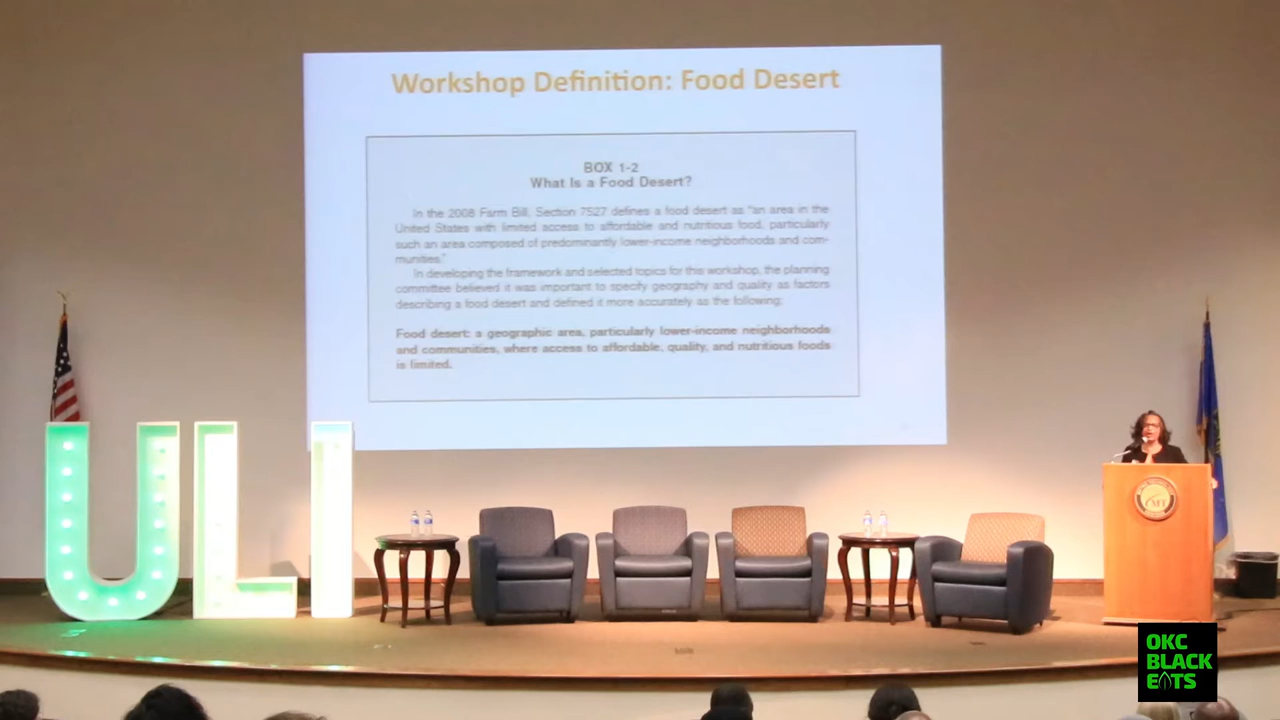 Workshop Definition: Food Desert
BOX 1-2
What Is a Food Desert?
In the 2008 Farm Bill, Section 7527 defines a food desert as "an area in the
United States with limited access to affordable and nutritious food, particularly
such an area composed of predominantly lower-income neighborhoods and com-
munities."
In developing the framework and selected topics for this workshop, the planning
committee believed it was important to specify geography and quality as factors
describing a food desert and defined it more accurately as the following:
Food desert: a geographic area, particularly lower-income neighborhoods
and communities, where access to affordable, quality, and nutritious foods
is limited.
ULI
OKC
BLACK
EATS